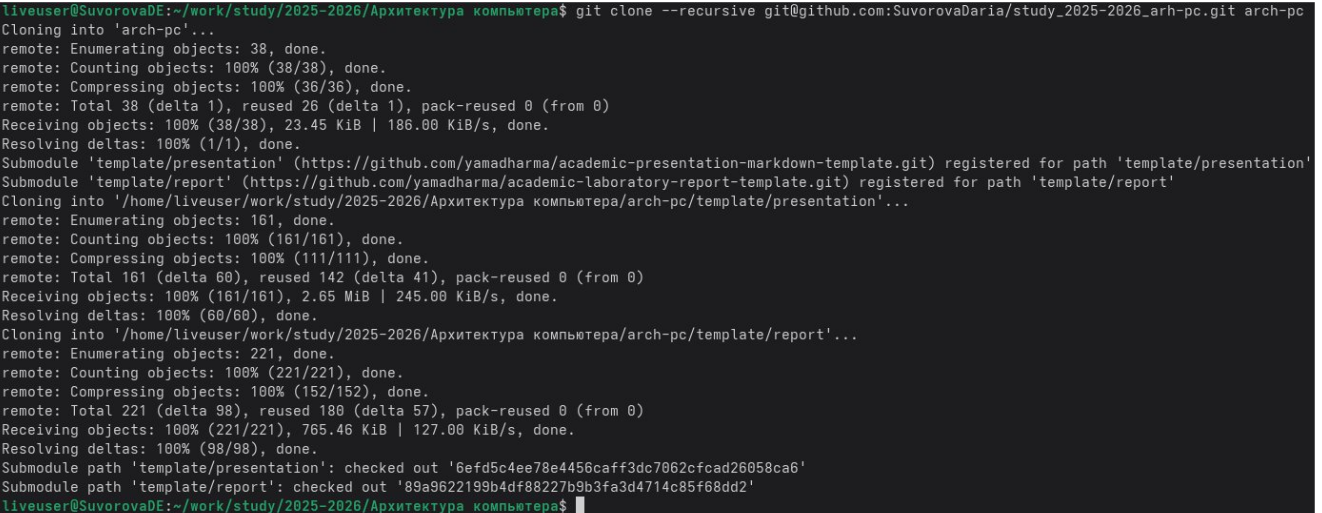 liveuser@SuvorovaDE:~/work/study/2025-2026/Архитектура компьютера$ git clone --recursive git@github.com:SuvorovaDaria/study_2025-2026_arh-pc.git arch-pc
Cloning into 'arch-pc'...
remote: Enumerating objects: 38, done.
remote: Counting objects: 100% (38/38), done.
remote: Compressing objects: 100% (36/36), done.
remote: Total 38 (delta 1), reused 26 (delta 1), pack-reused 0 (from 0)
Receiving objects: 100% (38/38), 23.45 KiB | 186.00 KiB/s, done.
Resolving deltas: 100% (1/1), done.
Submodule 'template/presentation' (https://github.com/yamadharma/academic-presentation-markdown-template.git) registered for path 'template/presentation'
Submodule 'template/report' (https://github.com/yamadharma/academic-laboratory-report-template.git) registered for path 'template/report'
Cloning into '/home/liveuser/work/study/2025-2026/Архитектура компьютера/arch-pc/template/presentation'...
remote: Enumerating objects: 161, done.
remote: Counting objects: 100% (161/161), done.
remote: Compressing objects: 100% (111/111), done.
remote: Total 161 (delta 60), reused 142 (delta 41), pack-reused 0 (from 0)
Receiving objects: 100% (161/161), 2.65 MiB | 245.00 KiB/s, done.
Resolving deltas: 100% (60/60), done.
Cloning into '/home/liveuser/work/study/2025-2026/Архитектура компьютера/arch-pc/template/report'...
remote: Enumerating objects: 221, done.
remote: Counting objects: 100% (221/221), done.
remote: Compressing objects: 100% (152/152), done.
remote: Total 221 (delta 98), reused 180 (delta 57), pack-reused 0 (from 0)
Receiving objects: 100% (221/221), 765.46 KiB | 127.00 KiB/s, done.
Resolving deltas: 100% (98/98), done.
Submodule path 'template/presentation': checked out '6efd5c4ee78e4456caff3dc7062cfcad26058ca6'
Submodule path 'template/report': checked out '89a9622199b4df88227b9b3fa3d4714c85f68dd2'
liveuser@SuvorovaDE:~/work/study/2025-2026/Архитектура компьютера$